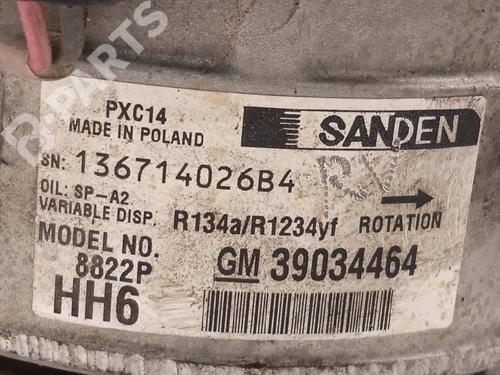 PXC14
MADE IN POLAND
SANDEN
SN: 136714026B4
OIL: SP-A2
VARIABLE DISP.
R134a/R1234yf ROTATION
MODEL NO.
8822P
GM 39034464
HH6
B-PARTS